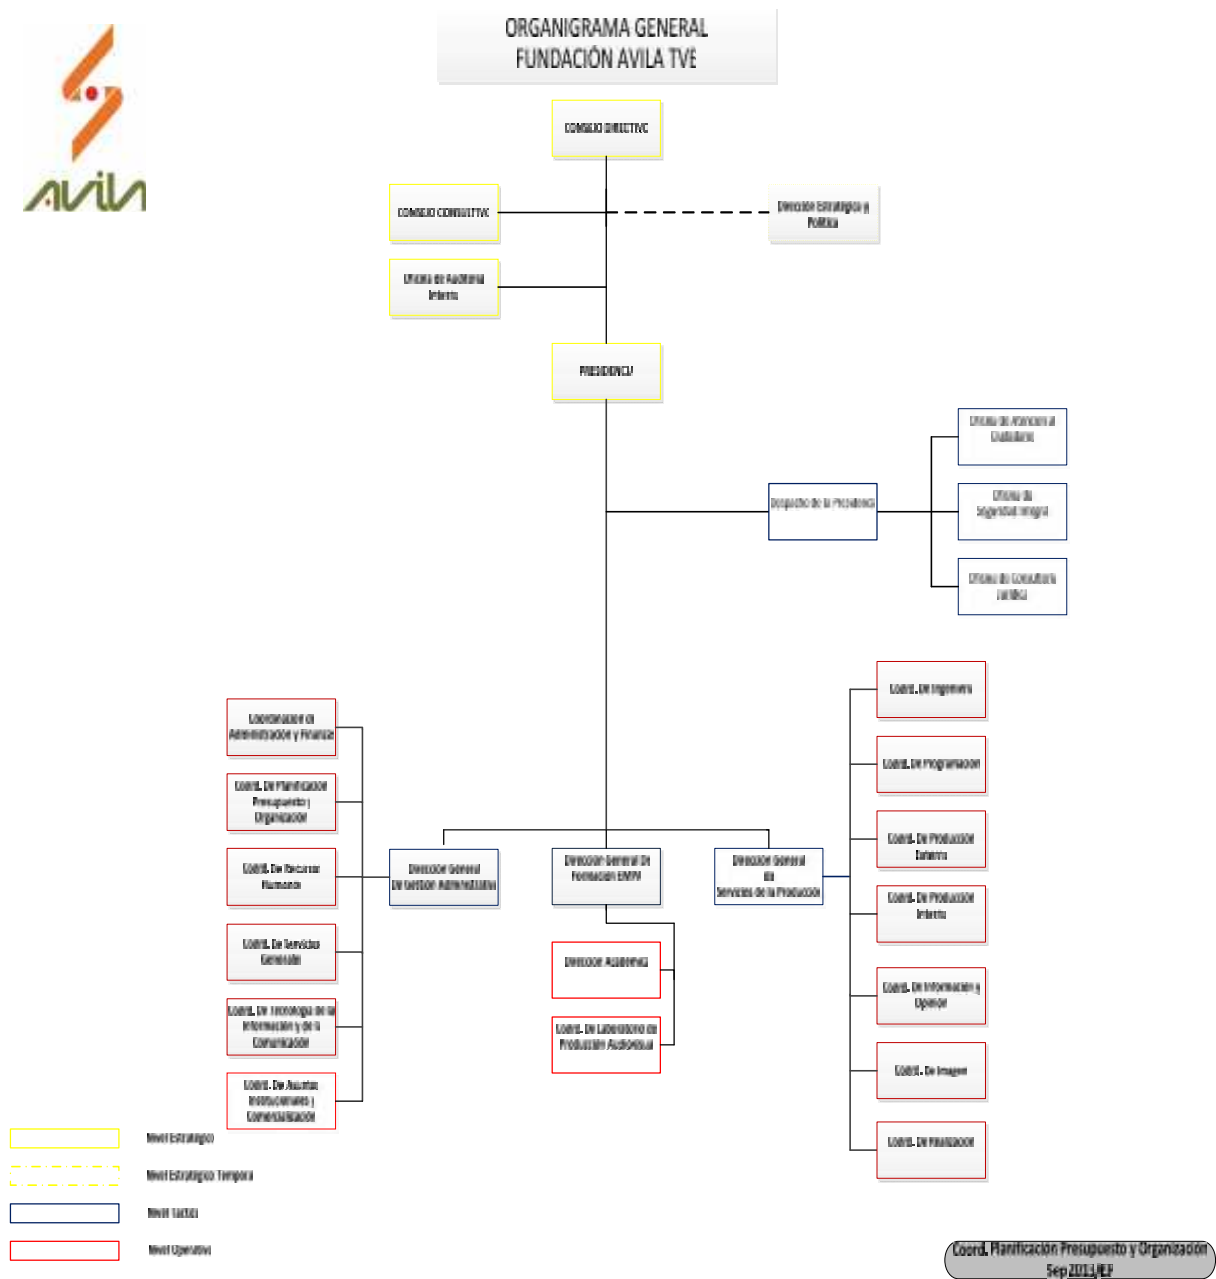 ORGANIGRAMA GENERAL
FUNDACIÓN AVILA TVE
Avila
CONSEJO DIRECTIVO
CONSEJO CONSULTIVO
Dirección Estratégica y
Política
Oficina de Auditoria
Interna
PRESIDENCIA
Oficina de Atención al
Ciudadano
Despacho de la Presidencia
Oficina de
Seguridad Integral
Oficina de Consultoría
Jurídica
Coordinación de
Administración y Finanzas
Coord. De Planificación
Presupuesto y
Organización
Coord. De Recursos
Humanos
Coord. De Servicios
Generales
Coord. De Tecnología de la
Información y de la
Comunicación
Coord. De Asuntos
Institucionales y
Comercialización
Dirección General
De Gestión Administrativa
Dirección General De
Formación EMPA
Dirección Académica
Coord. De Laboratorio de
Producción Audiovisual
Dirección General
de
Servicios de la Producción
Coord. De Ingeniería
Coord. De Programación
Coord. De Producción
Externa
Coord. De Producción
Interna
Coord. De Información y
Opinión
Coord. De Imagen
Coord. De Realización
Nivel Estratégico
Nivel Estratégico Temporal
Nivel Táctico
Nivel Operativo
Coord. Planificación Presupuesto y Organización
Sep2013/EP